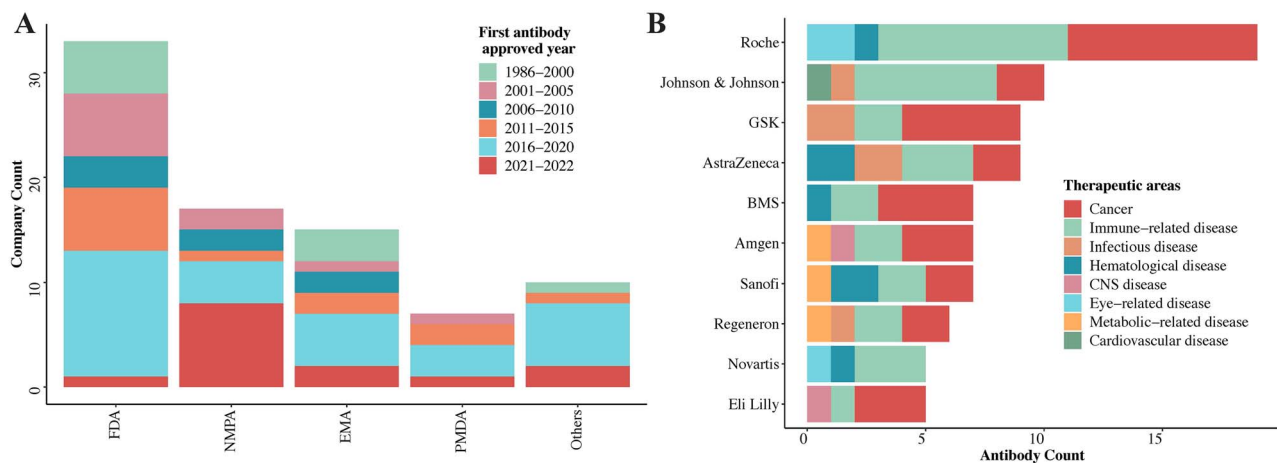 A
First antibody
approved year
1986–2000
2001–2005
2006–2010
2011–2015
2016–2020
2021–2022
Company Count
30
20
10
0
FDA
NMPA
EMA
PMDA
Others
B
Roche
Johnson & Johnson
GSK
AstraZeneca
BMS
Amgen
Sanofi
Regeneron
Novartis
Eli Lilly
Therapeutic areas
Cancer
Immune−related disease
Infectious disease
Hematological disease
CNS disease
Eye−related disease
Metabolic−related disease
Cardiovascular disease
0 5 10 15
Antibody Count